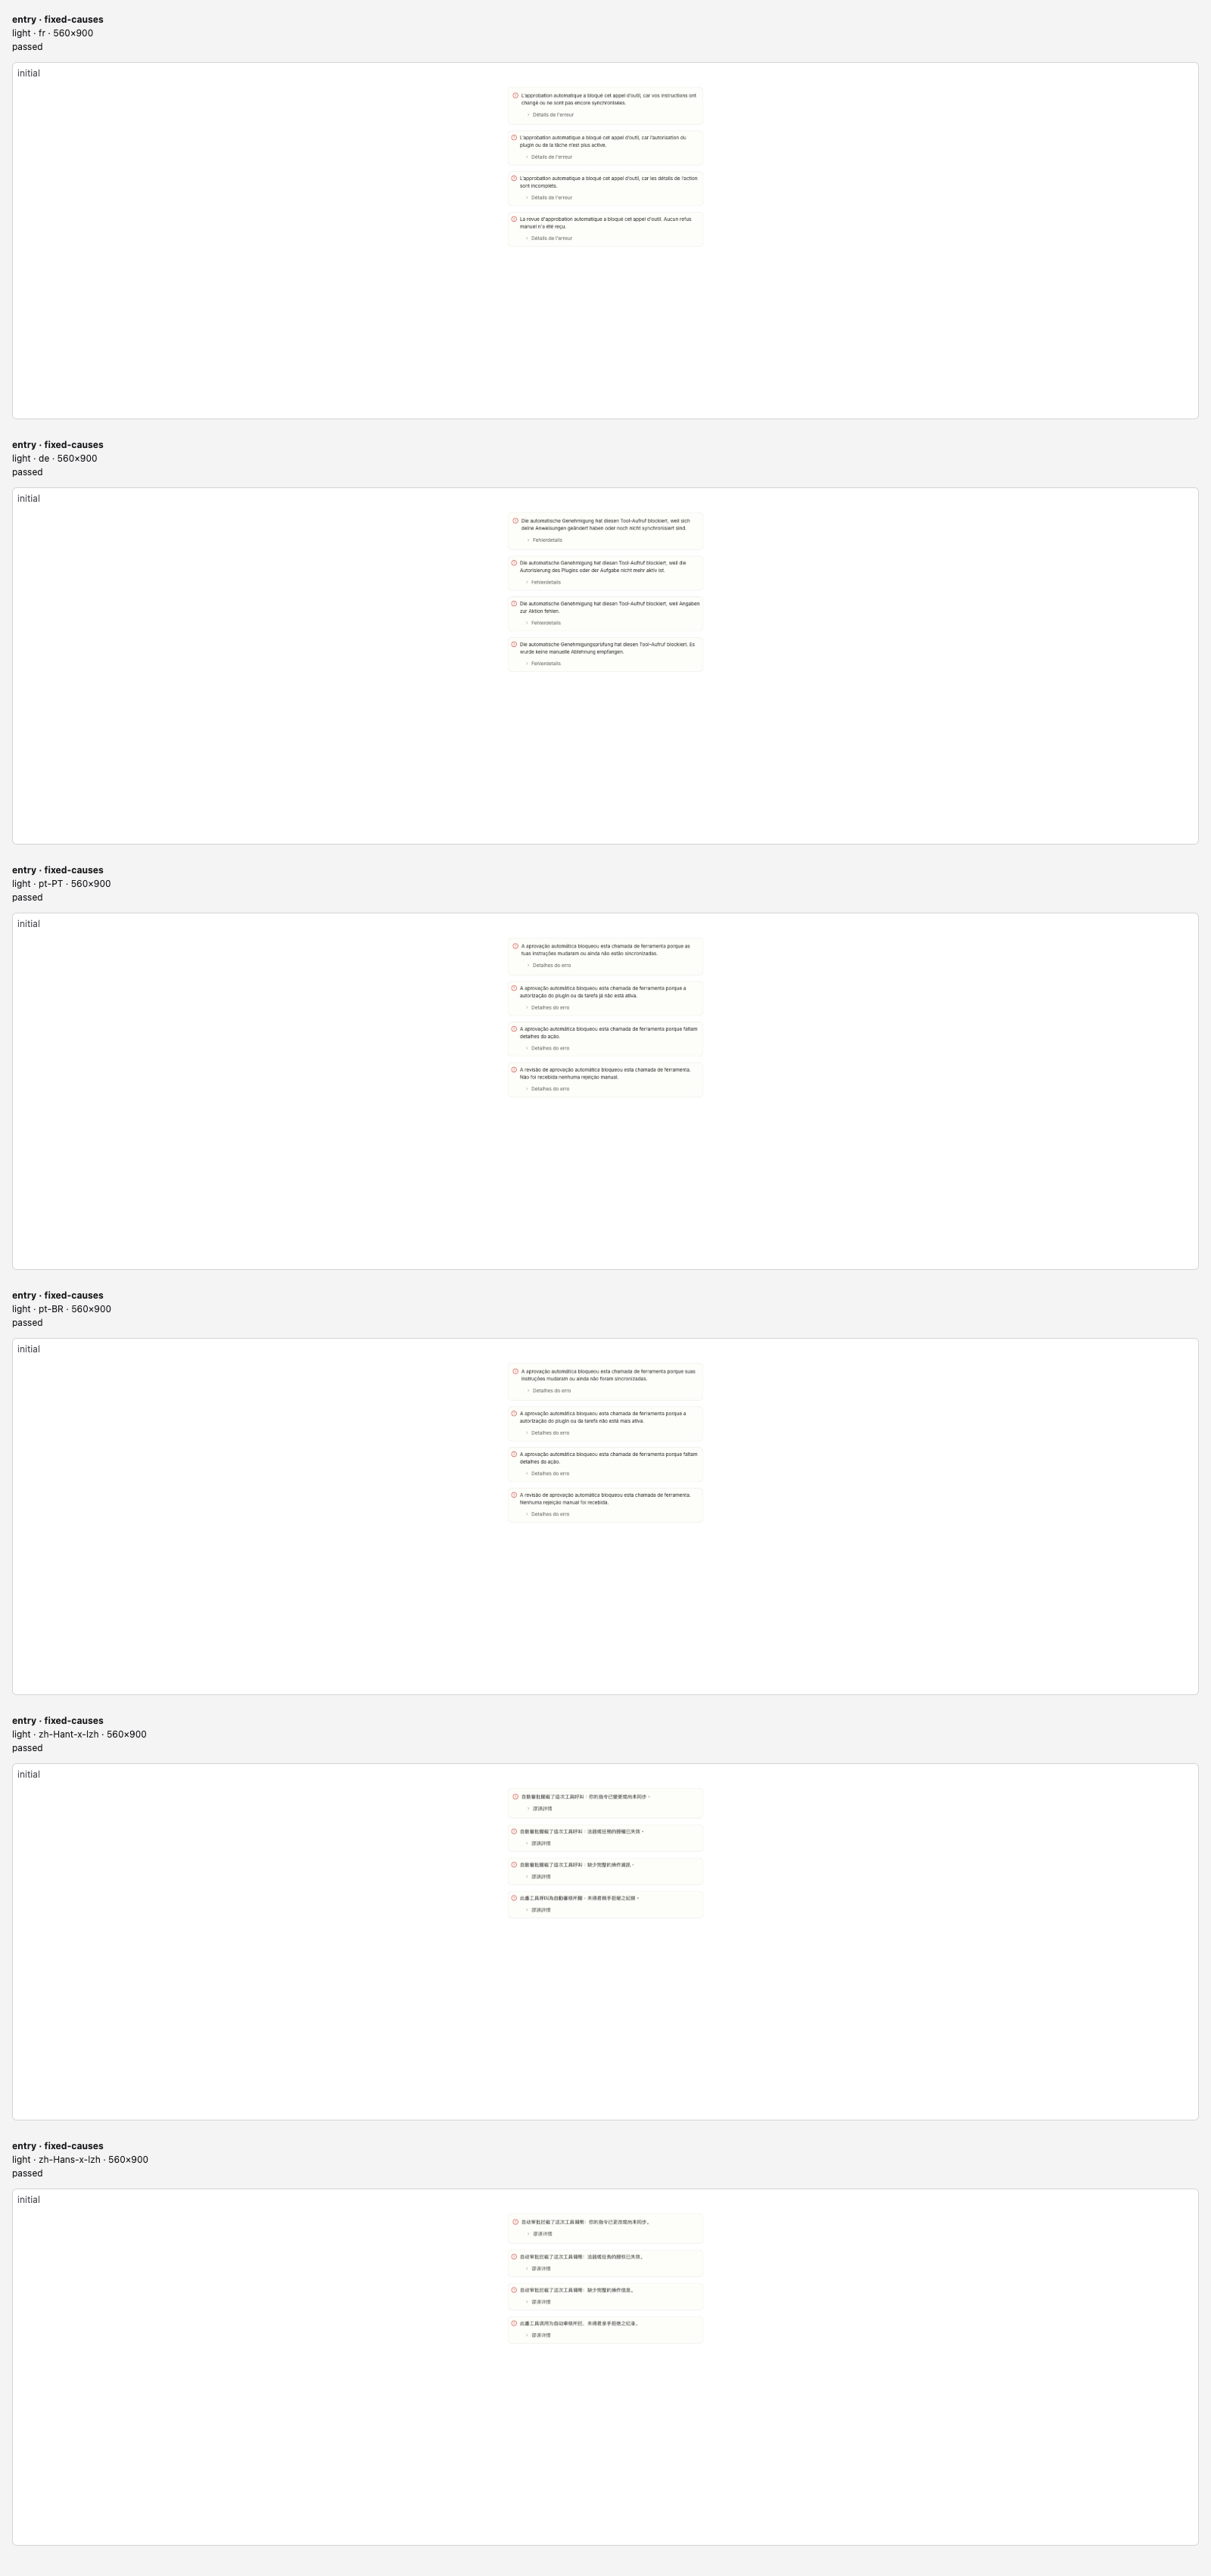 entry · fixed-causes
light · fr · 560×900
passed
initial
L'approbation automatique a bloqué cet appel d'outil, car vos instructions ont
changé ou ne sont pas encore synchronisées.
Détails de l'erreur
L'approbation automatique a bloqué cet appel d'outil, car l'autorisation du
plugin ou de la tâche n'est plus active.
Détails de l'erreur
L'approbation automatique a bloqué cet appel d'outil, car les détails de l'action
sont incomplets.
Détails de l'erreur
La revue d'approbation automatique a bloqué cet appel d'outil. Aucun refus
manuel n'a été reçu.
Détails de l'erreur
entry · fixed-causes
light · de · 560×900
passed
initial
Die automatische Genehmigung hat diesen Tool-Aufruf blockiert, weil sich
deine Anweisungen geändert haben oder noch nicht synchronisiert sind.
Fehlerdetails
Die automatische Genehmigung hat diesen Tool-Aufruf blockiert, weil die
Autorisierung des Plugins oder der Aufgabe nicht mehr aktiv ist.
Fehlerdetails
Die automatische Genehmigung hat diesen Tool-Aufruf blockiert, weil Angaben
zur Aktion fehlen.
Fehlerdetails
Die automatische Genehmigungsprüfung hat diesen Tool-Aufruf blockiert. Es
wurde keine manuelle Ablehnung empfangen.
Fehlerdetails
entry · fixed-causes
light · pt-PT · 560×900
passed
initial
A aprovação automática bloqueou esta chamada de ferramenta porque as
tuas instruções mudaram ou ainda não estão sincronizadas.
Detalhes do erro
A aprovação automática bloqueou esta chamada de ferramenta porque a
autorização do plugin ou da tarefa já não está ativa.
Detalhes do erro
A aprovação automática bloqueou esta chamada de ferramenta porque faltam
detalhes da ação.
Detalhes do erro
A revisão de aprovação automática bloqueou esta chamada de ferramenta.
Não foi recebida nenhuma rejeição manual.
Detalhes do erro
entry · fixed-causes
light · pt-BR · 560×900
passed
initial
A aprovação automática bloqueou esta chamada de ferramenta porque suas
instruções mudaram ou ainda não foram sincronizadas.
Detalhes do erro
A aprovação automática bloqueou esta chamada de ferramenta porque a
autorização do plugin ou da tarefa não está mais ativa.
Detalhes do erro
A aprovação automática bloqueou esta chamada de ferramenta porque faltam
detalhes da ação.
Detalhes do erro
A revisão de aprovação automática bloqueou esta chamada de ferramenta.
Nenhuma rejeição manual foi recebida.
Detalhes do erro
entry · fixed-causes
light · zh-Hant-x-lzh · 560×900
passed
initial
entry · fixed-causes
light · zh-Hans-x-lzh · 560×900
passed
initial